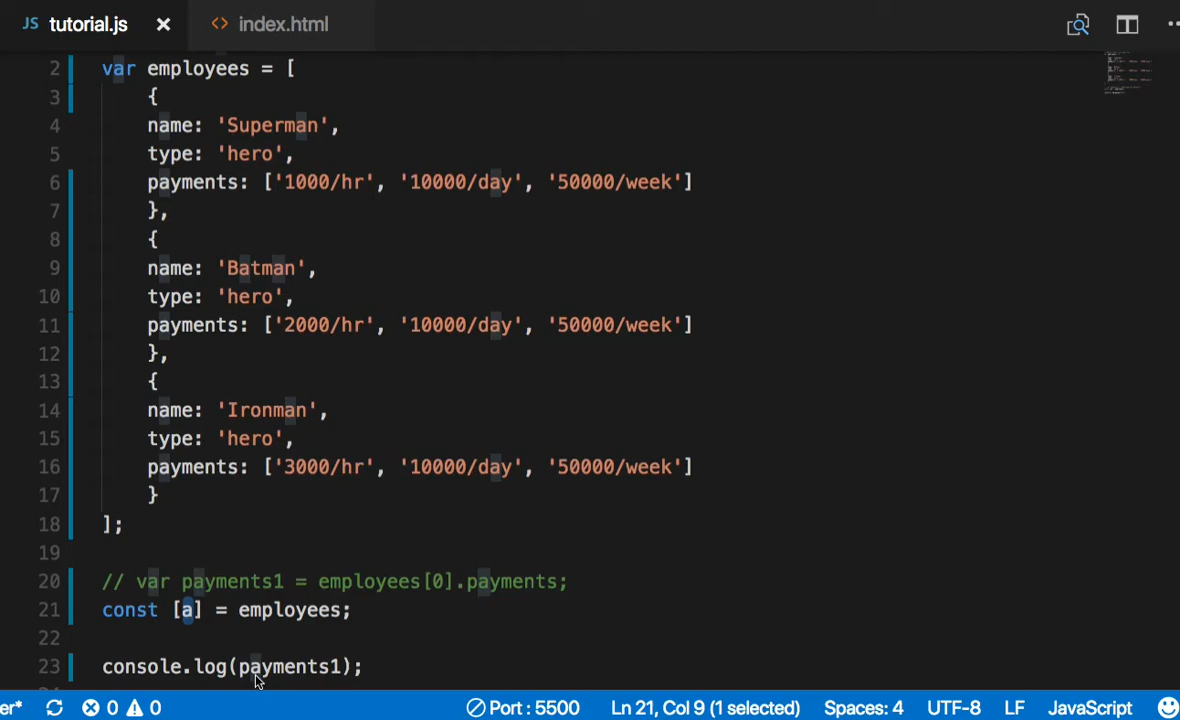 JS tutorial.js × <> index.html
2 var employees = [
3 {
4 name: 'Superman',
5 type: 'hero',
6 payments: ['1000/hr', '10000/day', '50000/week']
7 },
8 {
9 name: 'Batman',
10 type: 'hero',
11 payments: ['2000/hr', '10000/day', '50000/week']
12 },
13 {
14 name: 'Ironman',
15 type: 'hero',
16 payments: ['3000/hr', '10000/day', '50000/week']
17 }
18 ];
19
20 // var payments1 = employees[0].payments;
21 const [a] = employees;
22
23 console.log(payments1);
er* 0 0 Port : 5500 Ln 21, Col 9 (1 selected) Spaces: 4 UTF-8 LF JavaScript